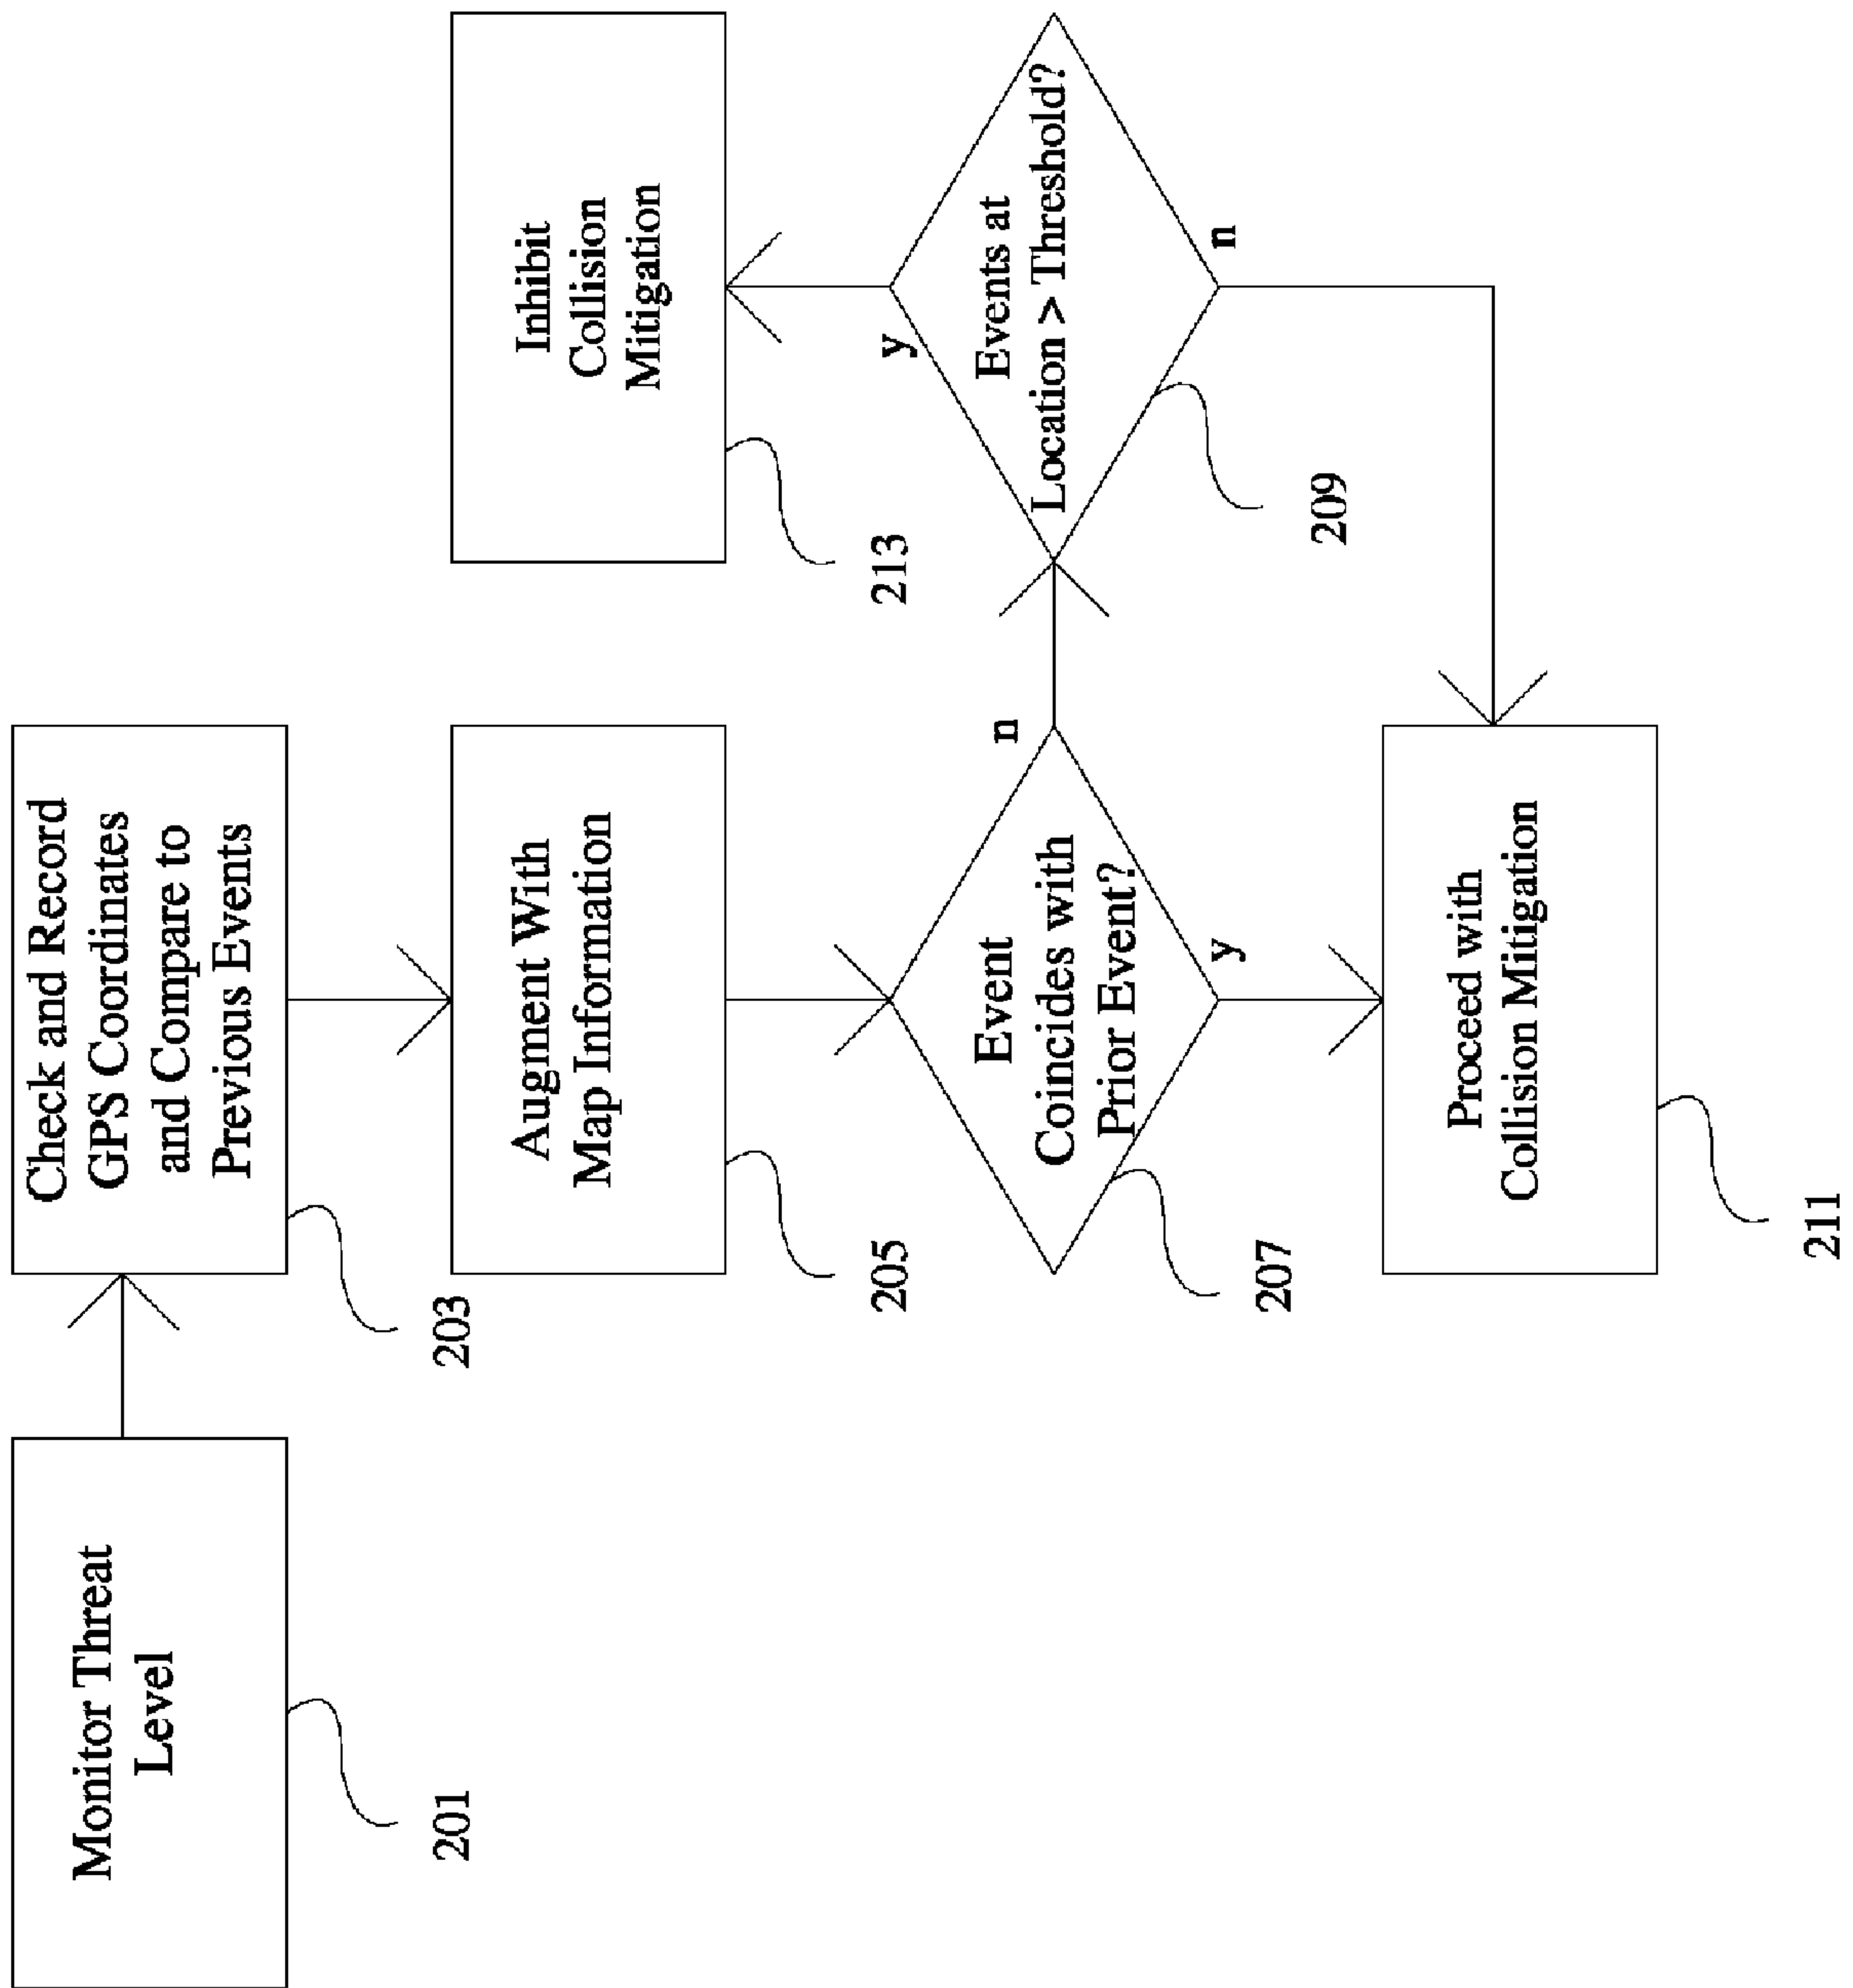 Monitor Threat
Level
201
Check and Record
GPS Coordinates
and Compare to
Previous Events
203
Augment With
Map Information
205
Event
Coincides with
Prior Event?
n
y
207
Events at
Location > Threshold?
y
n
209
Inhibit
Collision
Mitigation
213
Proceed with
Collision Mitigation
211